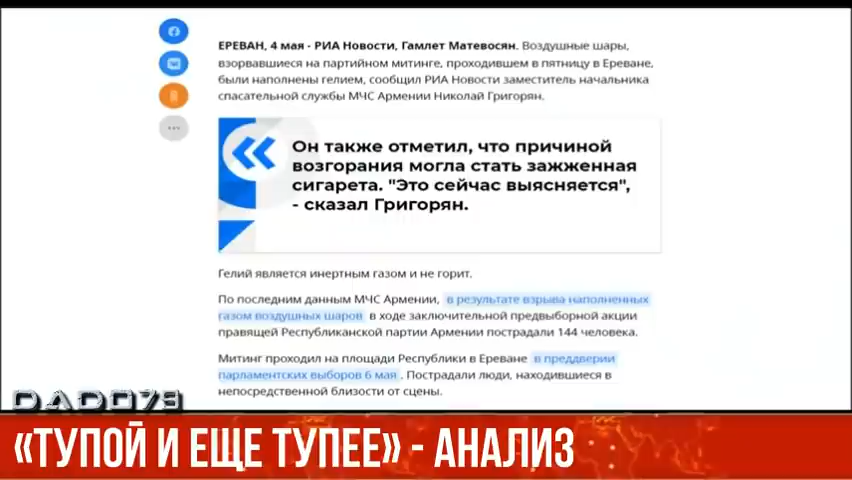 ЕРЕВАН, 4 мая - РИА Новости, Гамлет Матевосян. Воздушные шары,
взорвавшиеся на партийном митинге, проходившем в пятницу в Ереване,
были наполнены гелием, сообщил РИА Новости заместитель начальника
спасательной службы МЧС Армении Николай Григорян.
Он также отметил, что причиной
возгорания могла стать зажженная
сигарета. "Это сейчас выясняется",
- сказал Григорян.
Гелий является инертным газом и не горит.
По последним данным МЧС Армении, в результате взрыва наполненных
газом воздушных шаров в ходе заключительной предвыборной акции
правящей Республиканской партии Армении пострадали 144 человека.
Митинг проходил на площади Республики в Ереване в преддверии
парламентских выборов 6 мая. Пострадали люди, находившиеся в
непосредственной близости от сцены.
DADO79
«ТУПОЙ И ЕЩЕ ТУПЕЕ» - АНАЛИЗ